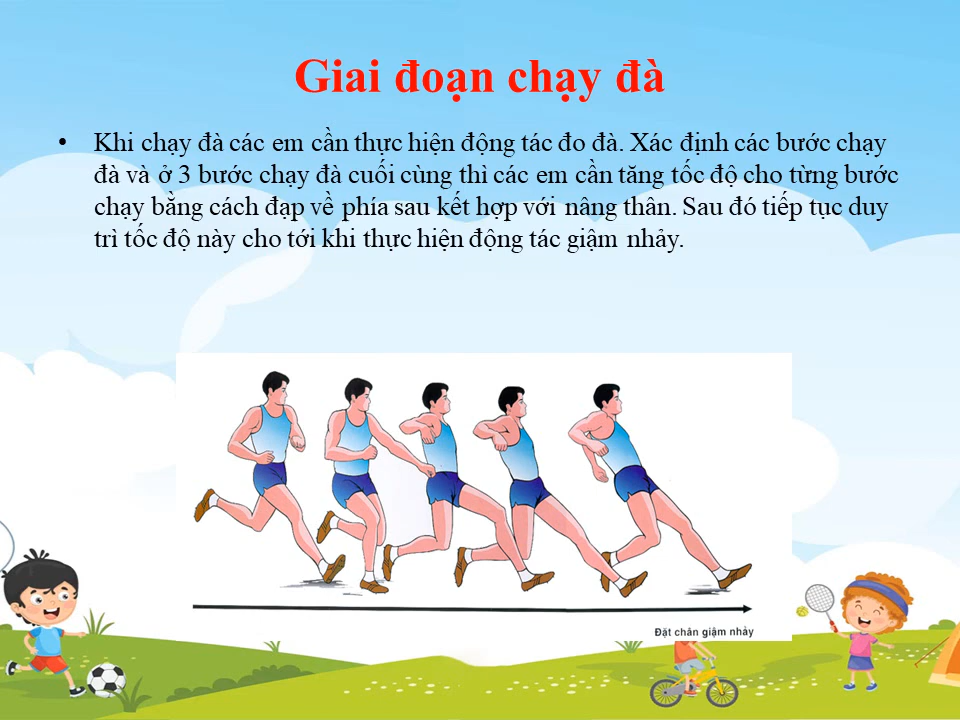 Giai đoạn chạy đà
• Khi chạy đà các em cần thực hiện động tác đo đà. Xác định các bước chạy
đà và ở 3 bước chạy đà cuối cùng thì các em cần tăng tốc độ cho từng bước
chạy bằng cách đạp về phía sau kết hợp với nâng thân. Sau đó tiếp tục duy
trì tốc độ này cho tới khi thực hiện động tác giậm nhảy.
Đặt chân giậm nhảy